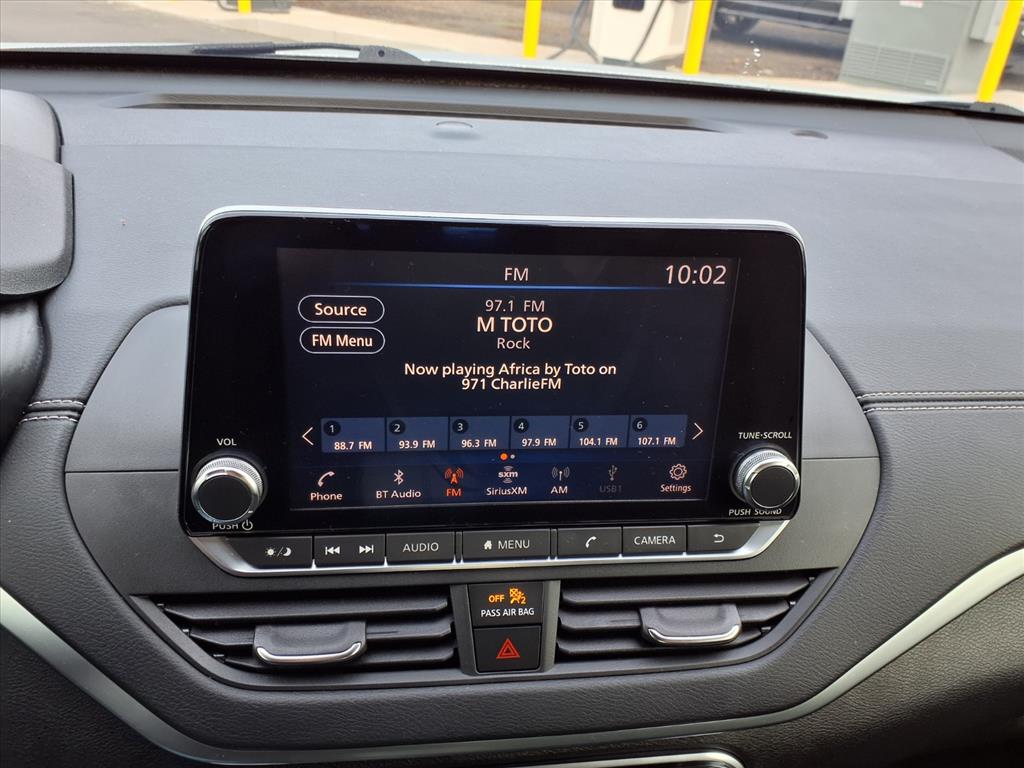 FM
10:02
Source
97.1 FM
M TOTO
FM Menu
Rock
Now playing Africa by Toto on
971 CharlieFM
1 2 3 4 5 6
88.7 FM 93.9 FM 96.3 FM 97.9 FM 104.1 FM 107.1 FM
VOL
TUNE·SCROLL
sxm
Phone BT Audio FM SiriusXM AM USB1 Settings
PUSH
PUSH SOUND
AUDIO MENU CAMERA
OFF 2
PASS AIR BAG